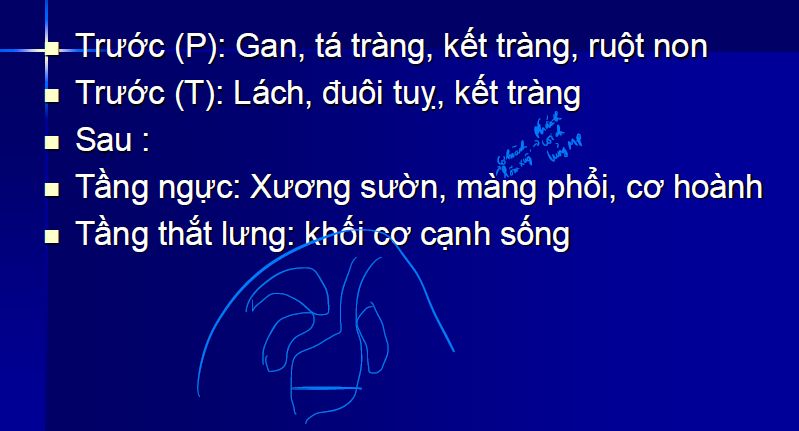 Trước (P): Gan, tá tràng, kết tràng, ruột non
Trước (T): Lách, đuôi tuỵ, kết tràng
Sau :
Tầng ngực: Xương sườn, màng phổi, cơ hoành
Tầng thắt lưng: khối cơ cạnh sống